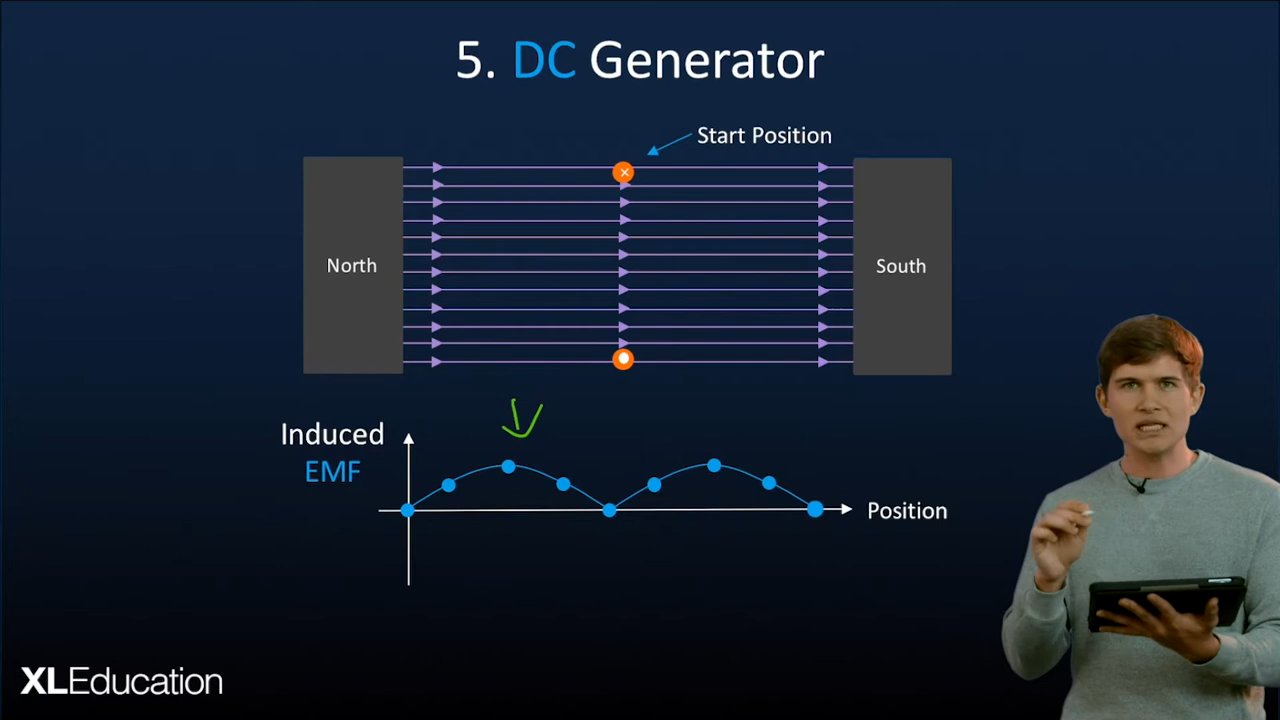 5. DC Generator
Start Position
North
South
Induced
EMF
Position
XLEducation